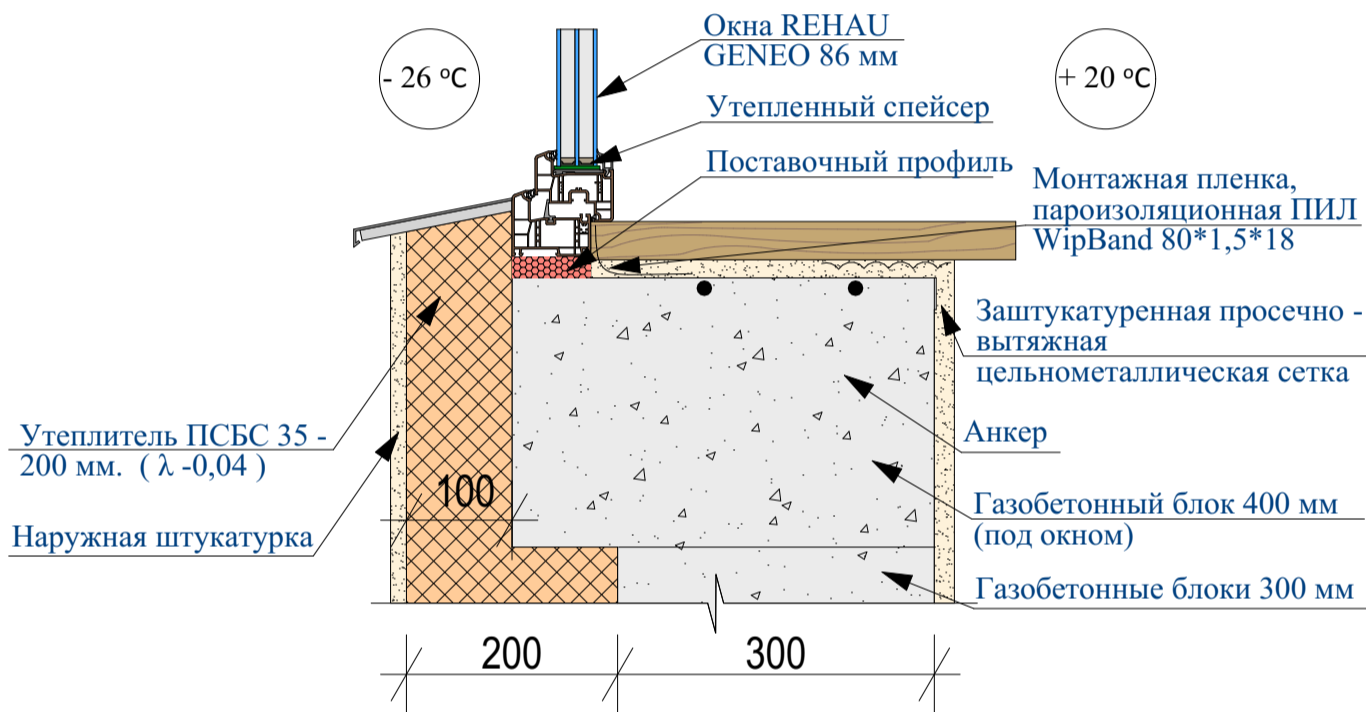 Окна REHAU
GENEO 86 мм
- 26 ºС
+ 20 ºС
Утепленный спейсер
Поставочный профиль
Монтажная пленка,
пароизоляционная ПИЛ
WipBand 80*1,5*18
Заштукатуренная просечно -
вытяжная
цельнометаллическая сетка
Утеплитель ПСБС 35 -
200 мм. ( λ -0,04 )
Анкер
100
Газобетонный блок 400 мм
(под окном)
Наружная штукатурка
Газобетонные блоки 300 мм
200
300